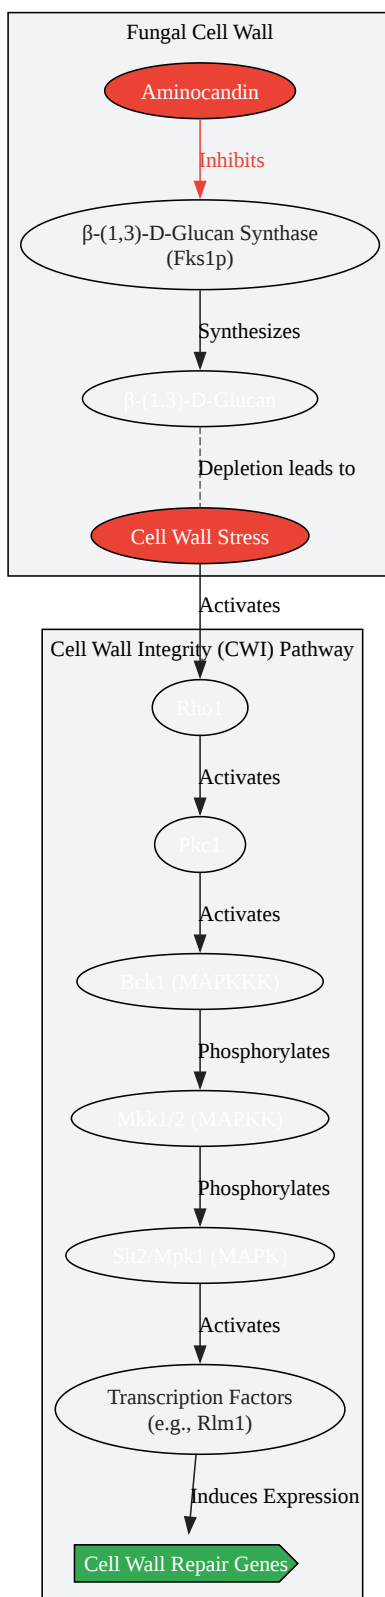 Fungal Cell Wall
Aminocandin
Inhibits
β-(1,3)-D-Glucan Synthase
(Fks1p)
Synthesizes
β-(1,3)-D-Glucan
Depletion leads to
Cell Wall Stress
Activates
Cell Wall Integrity (CWI) Pathway
Rho1
Activates
Pkc1
Activates
Bck1 (MAPKKK)
Phosphorylates
Mkk1/2 (MAPKK)
Phosphorylates
Slt2/Mpk1 (MAPK)
Activates
Transcription Factors
(e.g., Rlm1)
Induces Expression
Cell Wall Repair Genes